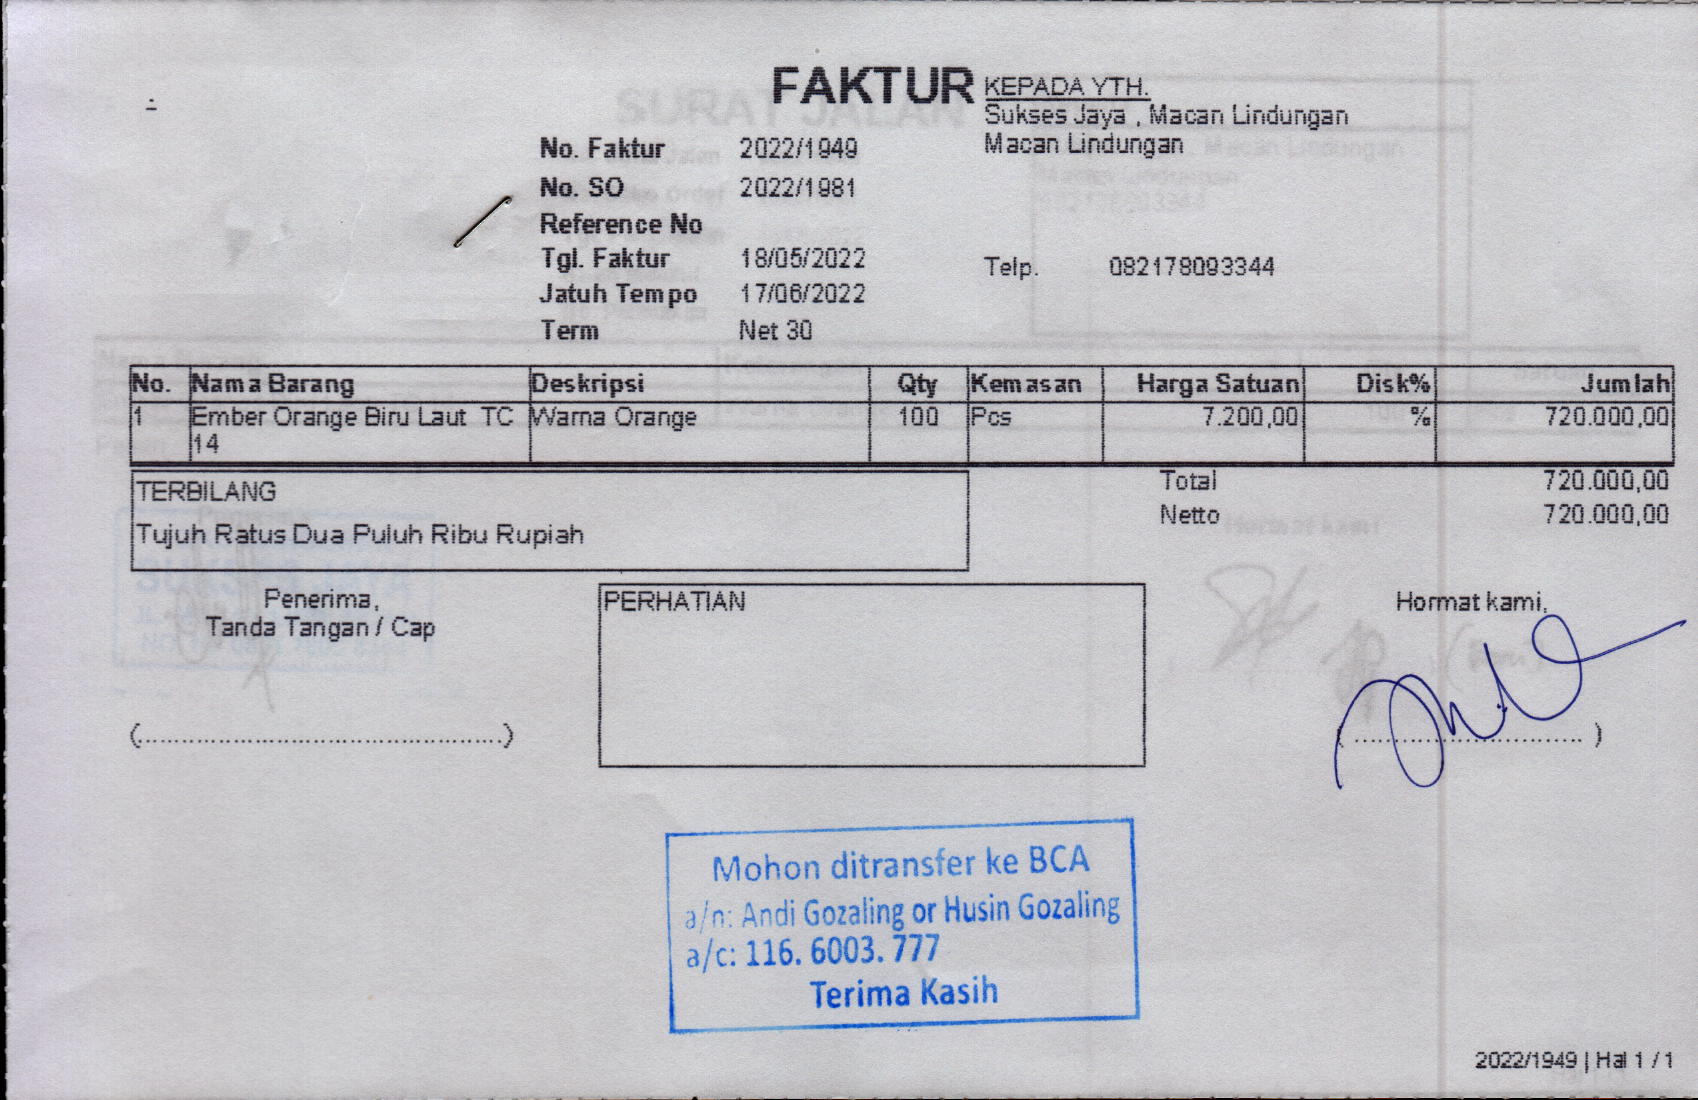 FAKTUR
KEPADA YTH.
Sukses Jaya , Macan Lindungan
Macan Lindungan
No. Faktur 2022/1949
No. SO 2022/1981
Reference No
Tgl. Faktur 18/05/2022
Telp. 082178093344
Jatuh Tempo 17/06/2022
Term Net 30
No. Nama Barang Deskripsi Qty Kemasan Harga Satuan Disk% Jumlah
1 Ember Orange Biru Laut TC Warna Orange 100 Pcs 7.200,00 % 720.000,00
14
Total 720.000,00
Netto 720.000,00
TERBILANG
Tujuh Ratus Dua Puluh Ribu Rupiah
Penerima,
Tanda Tangan / Cap
(..............................................)
PERHATIAN
Hormat kami,
( ............................. )
Mohon ditransfer ke BCA
a/n: Andi Gozaling or Husin Gozaling
a/c: 116. 6003. 777
Terima Kasih
2022/1949 | Hal 1 / 1
SURAT JALAN